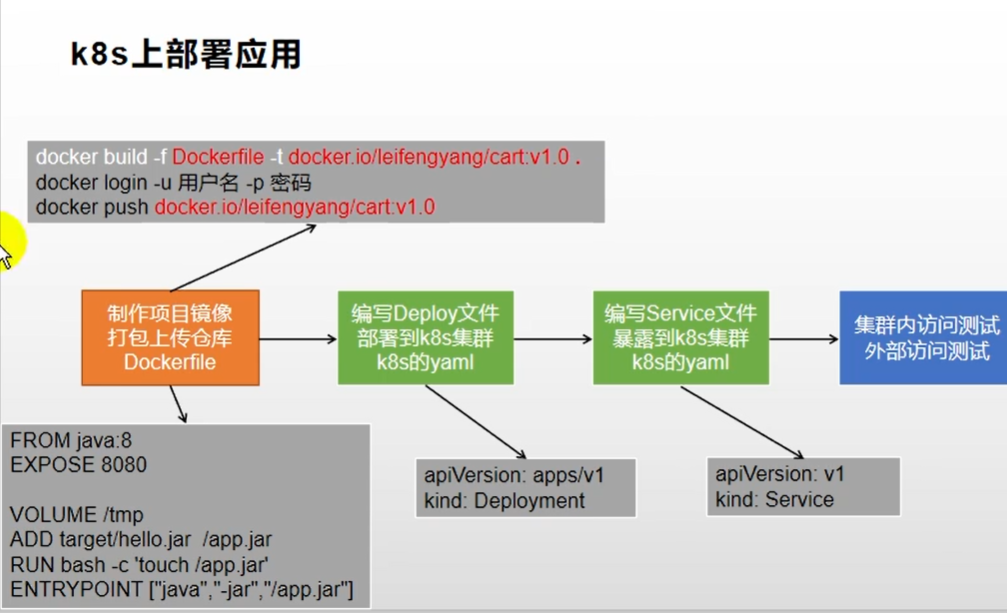 k8s上部署应用
docker build -f Dockerfile -t docker.io/leifengyang/cart:v1.0 .
docker login -u 用户名 -p 密码
docker push docker.io/leifengyang/cart:v1.0
制作项目镜像
打包上传仓库
Dockerfile
编写Deploy文件
部署到k8s集群
k8s的yaml
编写Service文件
暴露到k8s集群
k8s的yaml
集群内访问测试
外部访问测试
FROM java:8
EXPOSE 8080
VOLUME /tmp
ADD target/hello.jar  /app.jar
RUN bash -c 'touch /app.jar'
ENTRYPOINT ["java","-jar","/app.jar"]
apiVersion: apps/v1
kind: Deployment
apiVersion: v1
kind: Service